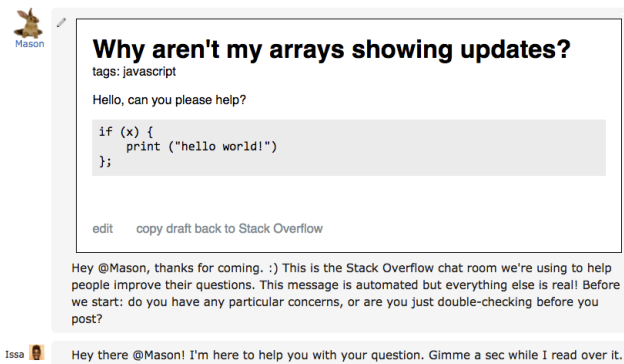 Mason
Why aren't my arrays showing updates?
tags: javascript
Hello, can you please help?
if (x) {
    print ("hello world!")
};
edit copy draft back to Stack Overflow
Hey @Mason, thanks for coming. :) This is the Stack Overflow chat room we're using to help
people improve their questions. This message is automated but everything else is real! Before
we start: do you have any particular concerns, or are you just double-checking before you
post?
Issa
Hey there @Mason! I'm here to help you with your question. Gimme a sec while I read over it.